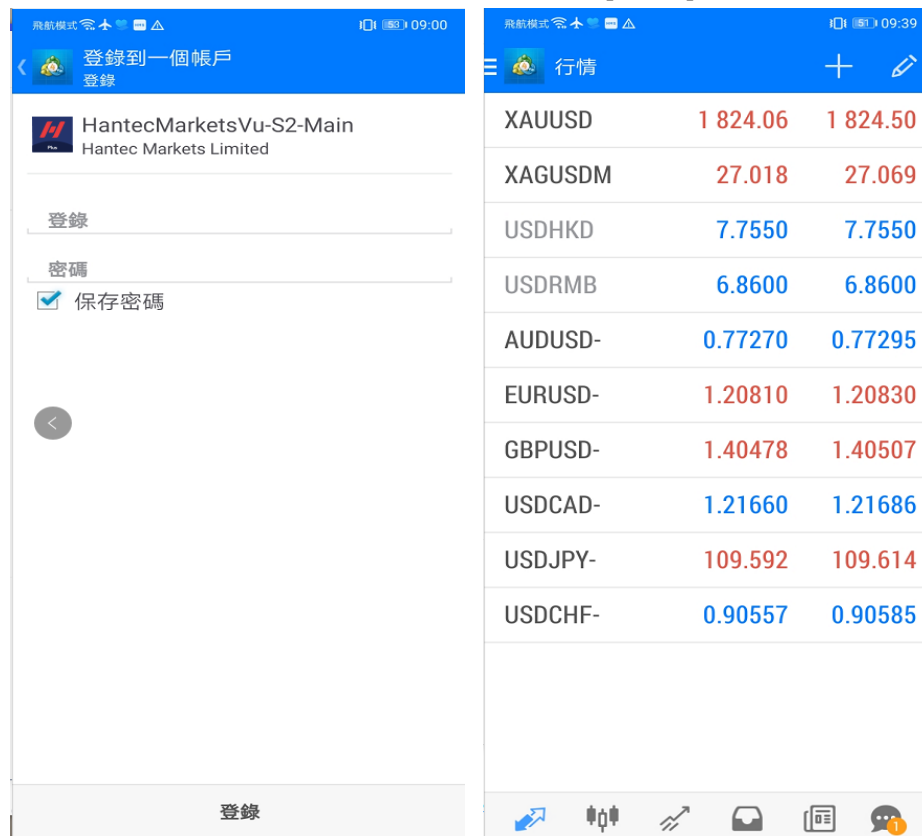 飛航模式 53 09:00
登錄到一個帳戶
登錄
HantecMarketsVu-S2-Main
Hantec Markets Limited
Plus
登錄
密碼
保存密碼
登錄
飛航模式 51 09:39
行情
XAUUSD 1 824.06 1 824.50
XAGUSDM 27.018 27.069
USDHKD 7.7550 7.7550
USDRMB 6.8600 6.8600
AUDUSD- 0.77270 0.77295
EURUSD- 1.20810 1.20830
GBPUSD- 1.40478 1.40507
USDCAD- 1.21660 1.21686
USDJPY- 109.592 109.614
USDCHF- 0.90557 0.90585
1